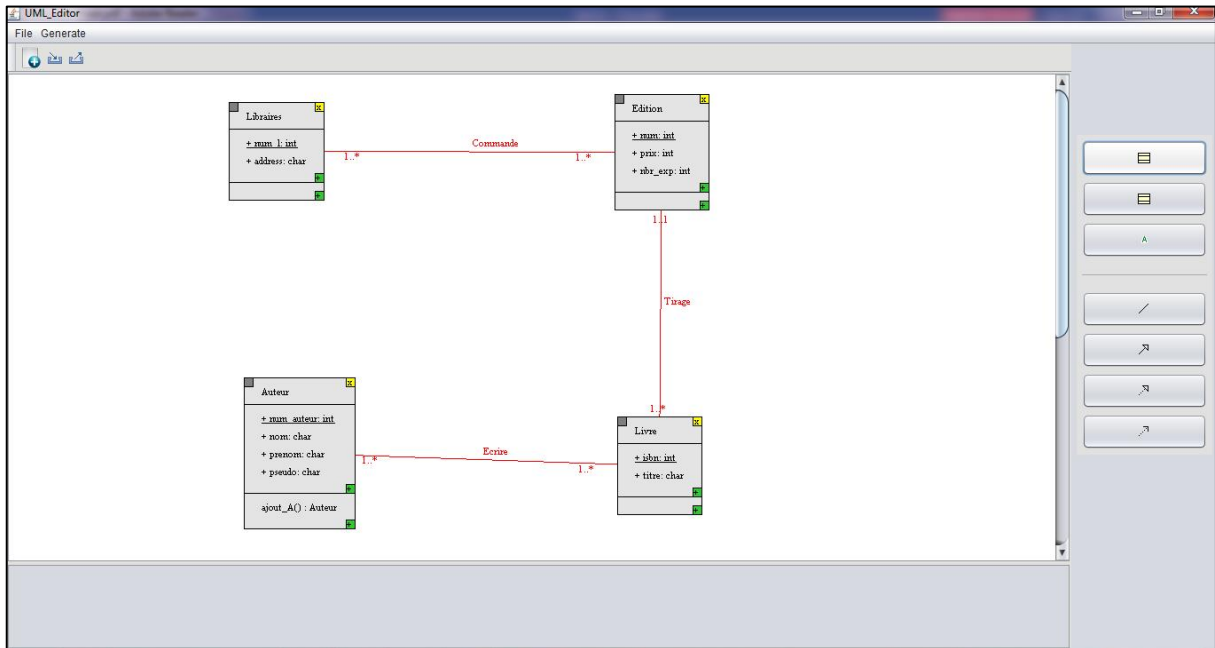 UML_Editor
File Generate
Libraires
+ num_l: int
+ address: char
Commande
1..*
1..*
Edition
+ num: int
+ prix: int
+ nbr_exp: int
1..1
Tirage
1..*
Auteur
+ num_auteur: int
+ nom: char
+ prenom: char
+ pseudo: char
ajout_A() : Auteur
Ecrire
1..*
1..*
Livre
+ isbn: int
+ titre: char
A